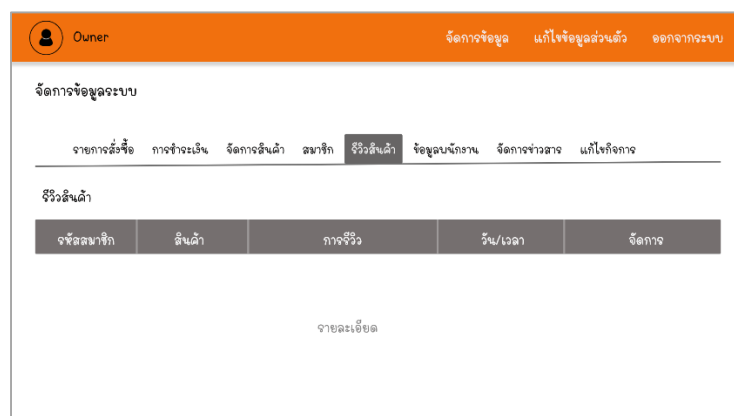 Owner จัดการข้อมูล แก้ไขข้อมูลส่วนตัว ออกจากระบบ
จัดการข้อมูลระบบ
รายการสั่งซื้อ การชำระเงิน จัดการสินค้า สมาชิก รีวิวสินค้า ข้อมูลพนักงาน จัดการข่าวสาร แก้ไขกิจการ
รีวิวสินค้า
รหัสสมาชิก สินค้า การรีวิว วัน/เวลา จัดการ
รายละเอียด